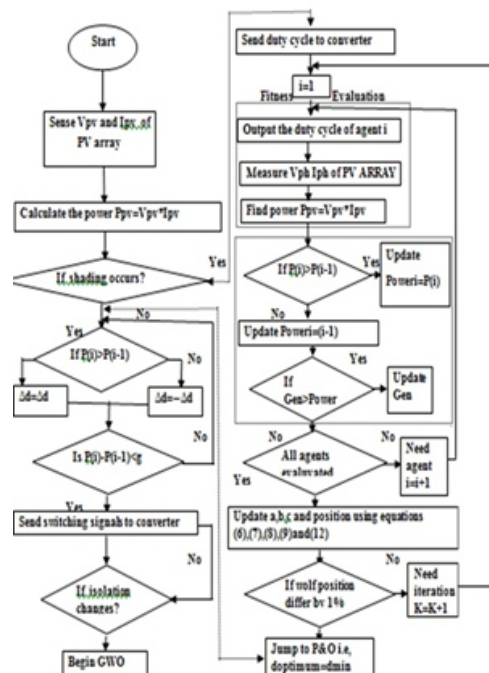 Start
Sense Vpv and Ipv of
PV array
Calculate the power Ppv=Vpv*Ipv
If shading occurs?
Yes
No
Yes
If P(i)>P(i-1)
No
Δd=Δd
Δd=−Δd
Is P(i)-P(i-1)<g
No
Yes
Send switching signals to converter
No
If isolation
changes?
Begin GWO
Send duty cycle to converter
i=1
Fitness Evaluation
Output the duty cycle of agent i
Measure Vph Iph of PV ARRAY
Find power Ppv=Vpv*Ipv
If P(i)>P(i-1)
Yes
Update
Poweri=P(i)
No
Update Poweri=(i-1)
Yes
If
Gen>Power
Update
Gen
No
All agents
evaluated
No
Need
agent
i=i+1
Yes
Update a,b,c and position using equations
(6),(7),(8),(9)and(12)
If wolf position
differ by 1%
No
Need
iteration
K=K+1
Jump to P&O i.e,
doptimum=dmin